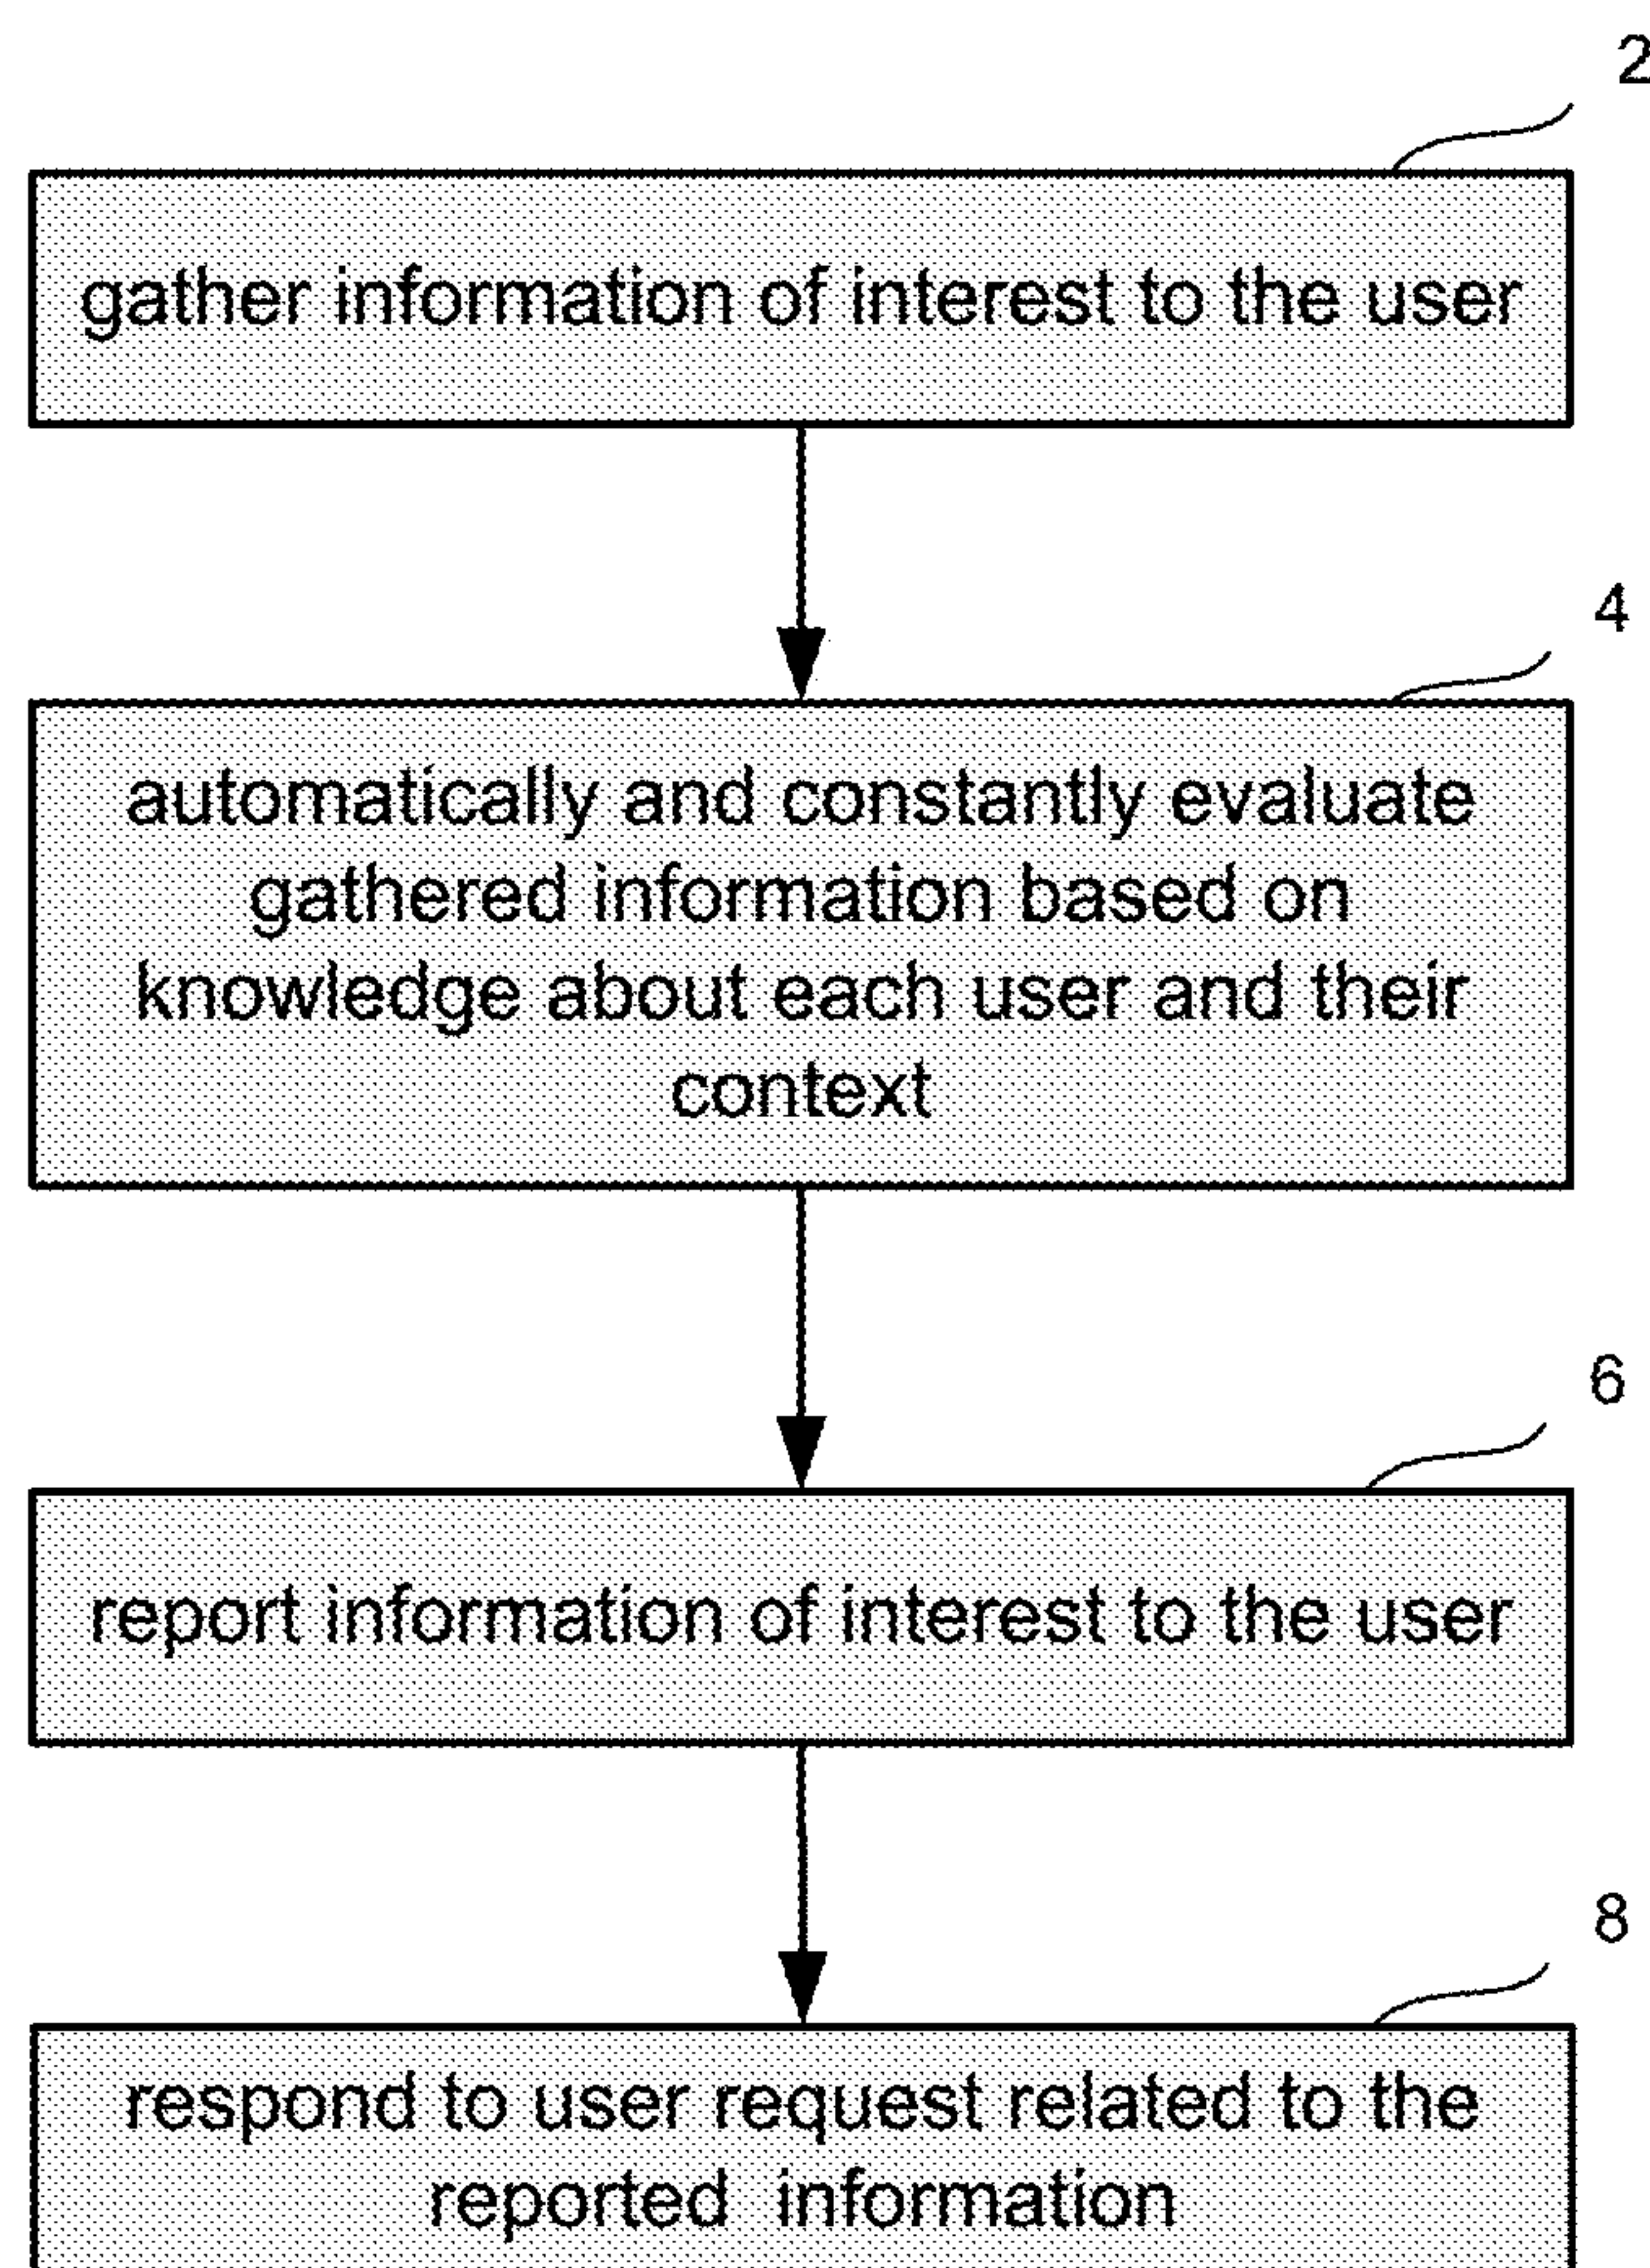 2
gather information of interest to the user
4
automatically and constantly evaluate
gathered information based on
knowledge about each user and their
context
6
report information of interest to the user
8
respond to user request related to the
reported information